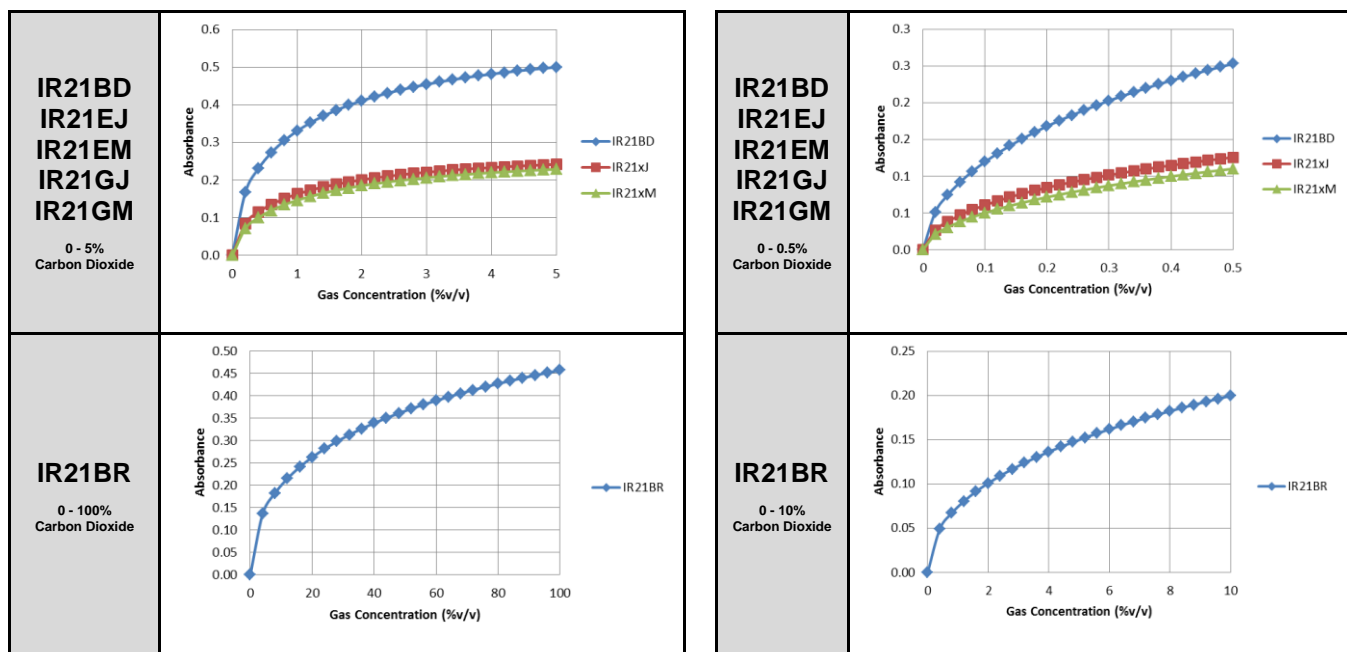 IR21BD
IR21EJ
IR21EM
IR21GJ
IR21GM
0 - 5%
Carbon Dioxide
0.6
0.5
0.4
0.3
0.2
0.1
0.0
Absorbance
0 1 2 3 4 5
Gas Concentration (%v/v)
IR21BD
IR21xJ
IR21xM
IR21BD
IR21EJ
IR21EM
IR21GJ
IR21GM
0 - 0.5%
Carbon Dioxide
0.3
0.3
0.2
0.2
0.1
0.1
0.0
Absorbance
0 0.1 0.2 0.3 0.4 0.5
Gas Concentration (%v/v)
IR21BD
IR21xJ
IR21xM
IR21BR
0 - 100%
Carbon Dioxide
0.50
0.45
0.40
0.35
0.30
0.25
0.20
0.15
0.10
0.05
0.00
Absorbance
0 20 40 60 80 100
Gas Concentration (%v/v)
IR21BR
IR21BR
0 - 10%
Carbon Dioxide
0.25
0.20
0.15
0.10
0.05
0.00
Absorbance
0 2 4 6 8 10
Gas Concentration (%v/v)
IR21BR